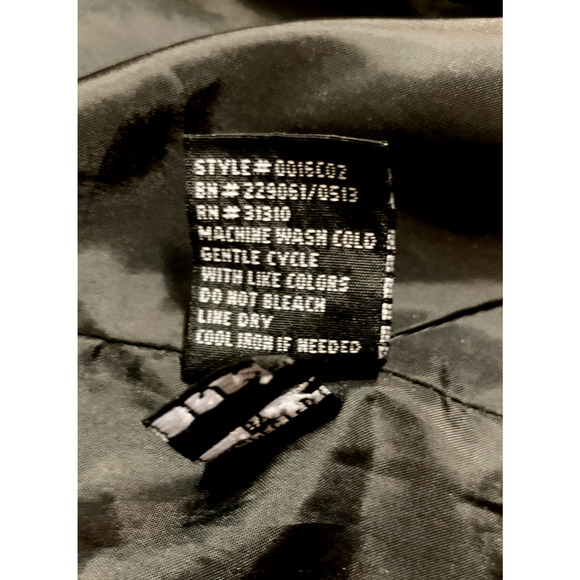 STYLE# 0016C02
BN# 229061/0513
RN# 31310
MACHINE WASH COLD
GENTLE CYCLE
WITH LIKE COLORS
DO NOT BLEACH
LINE DRY
COOL IRON IF NEEDED